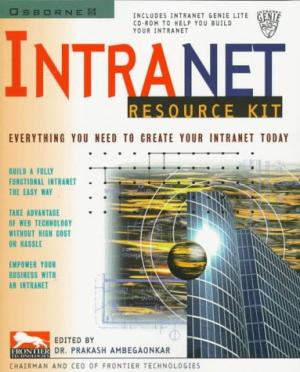 OSBORNE
INCLUDES INTRANET GENIE LITE
CD-ROM TO HELP YOU BUILD
YOUR INTRANET
GENIE
INTRANET
RESOURCE KIT
EVERYTHING YOU NEED TO CREATE YOUR INTRANET TODAY
BUILD A FULLY
FUNCTIONAL INTRANET
THE EASY WAY
TAKE ADVANTAGE
OF WEB TECHNOLOGY
WITHOUT HIGH COST
OR HASSLE
EMPOWER YOUR
BUSINESS WITH
AN INTRANET
FRONTIER
TECHNOLOGIES
EDITED BY
DR. PRAKASH AMBEGAONKAR
CHAIRMAN AND CEO OF FRONTIER TECHNOLOGIES